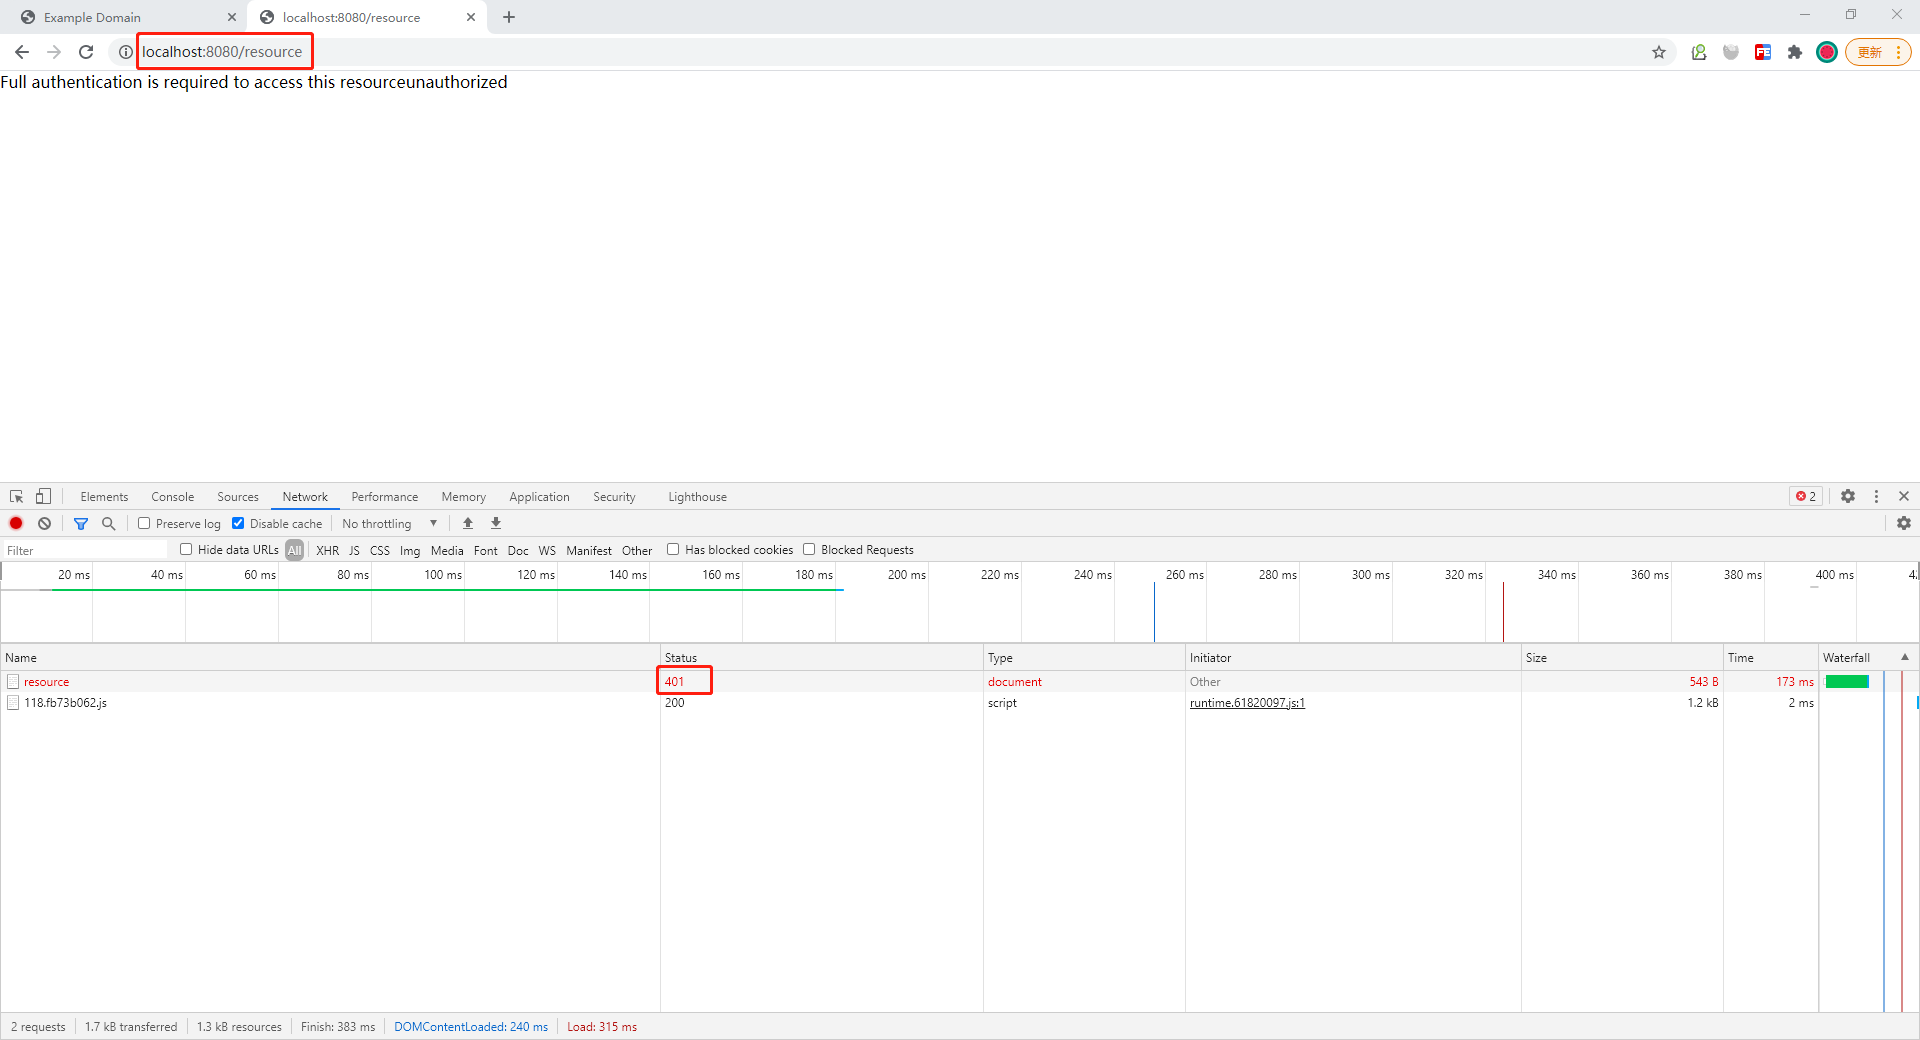 Example Domain
localhost:8080/resource
localhost:8080/resource
FE
更新
Full authentication is required to access this resourceunauthorized
Elements Console Sources Network Performance Memory Application Security Lighthouse 2
Preserve log Disable cache No throttling
Filter Hide data URLs All XHR JS CSS Img Media Font Doc WS Manifest Other Has blocked cookies Blocked Requests
20 ms 40 ms 60 ms 80 ms 100 ms 120 ms 140 ms 160 ms 180 ms 200 ms 220 ms 240 ms 260 ms 280 ms 300 ms 320 ms 340 ms 360 ms 380 ms 400 ms
Name Status Type Initiator Size Time Waterfall
resource 401 document Other 543 B 173 ms
118.fb73b062.js 200 script runtime.61820097.js:1 1.2 kB 2 ms
2 requests 1.7 kB transferred 1.3 kB resources Finish: 383 ms DOMContentLoaded: 240 ms Load: 315 ms